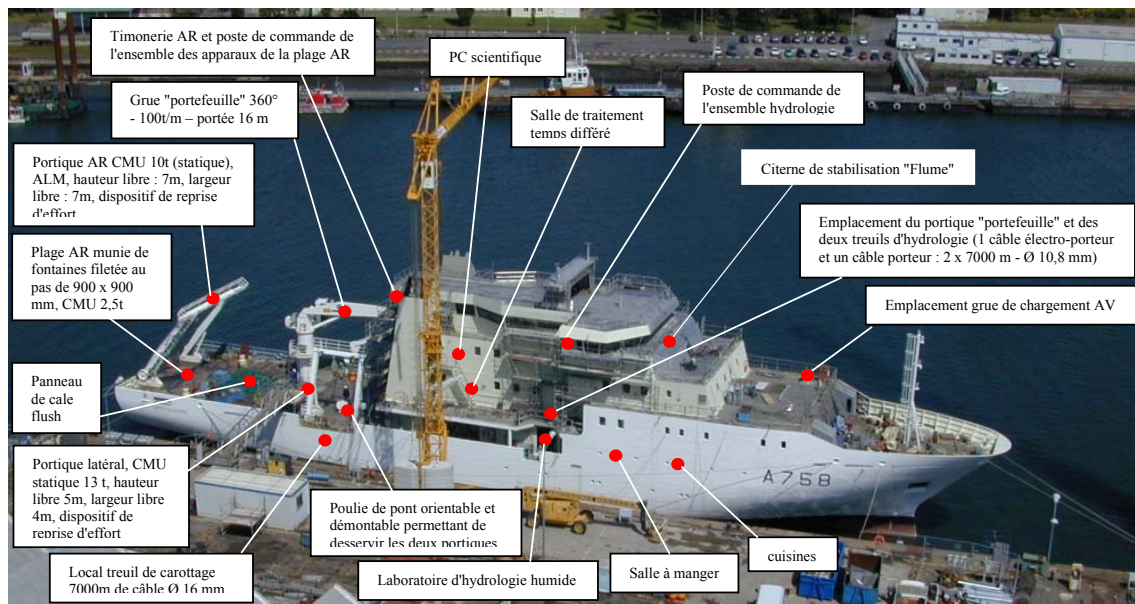 Timonerie AR et poste de commande de
l'ensemble des apparaux de la plage AR
PC scientifique
Grue "portefeuille" 360°
- 100t/m – portée 16 m
Salle de traitement
temps différé
Poste de commande de
l'ensemble hydrologie
Portique AR CMU 10t (statique),
ALM, hauteur libre : 7m, largeur
libre : 7m, dispositif de reprise
d'effort
Citerne de stabilisation "Flume"
Plage AR munie de
fontaines filetée au
pas de 900 x 900
mm, CMU 2,5t
Emplacement du portique "portefeuille" et des
deux treuils d'hydrologie (1 câble électro-porteur
et un câble porteur : 2 x 7000 m - Ø 10,8 mm)
Emplacement grue de chargement AV
Panneau
de cale
flush
Portique latéral, CMU
statique 13 t, hauteur
libre 5m, largeur libre
4m, dispositif de
reprise d'effort
A758
Poulie de pont orientable et
démontable permettant de
desservir les deux portiques
Local treuil de carottage
7000m de câble Ø 16 mm
Laboratoire d'hydrologie humide
Salle à manger
cuisines